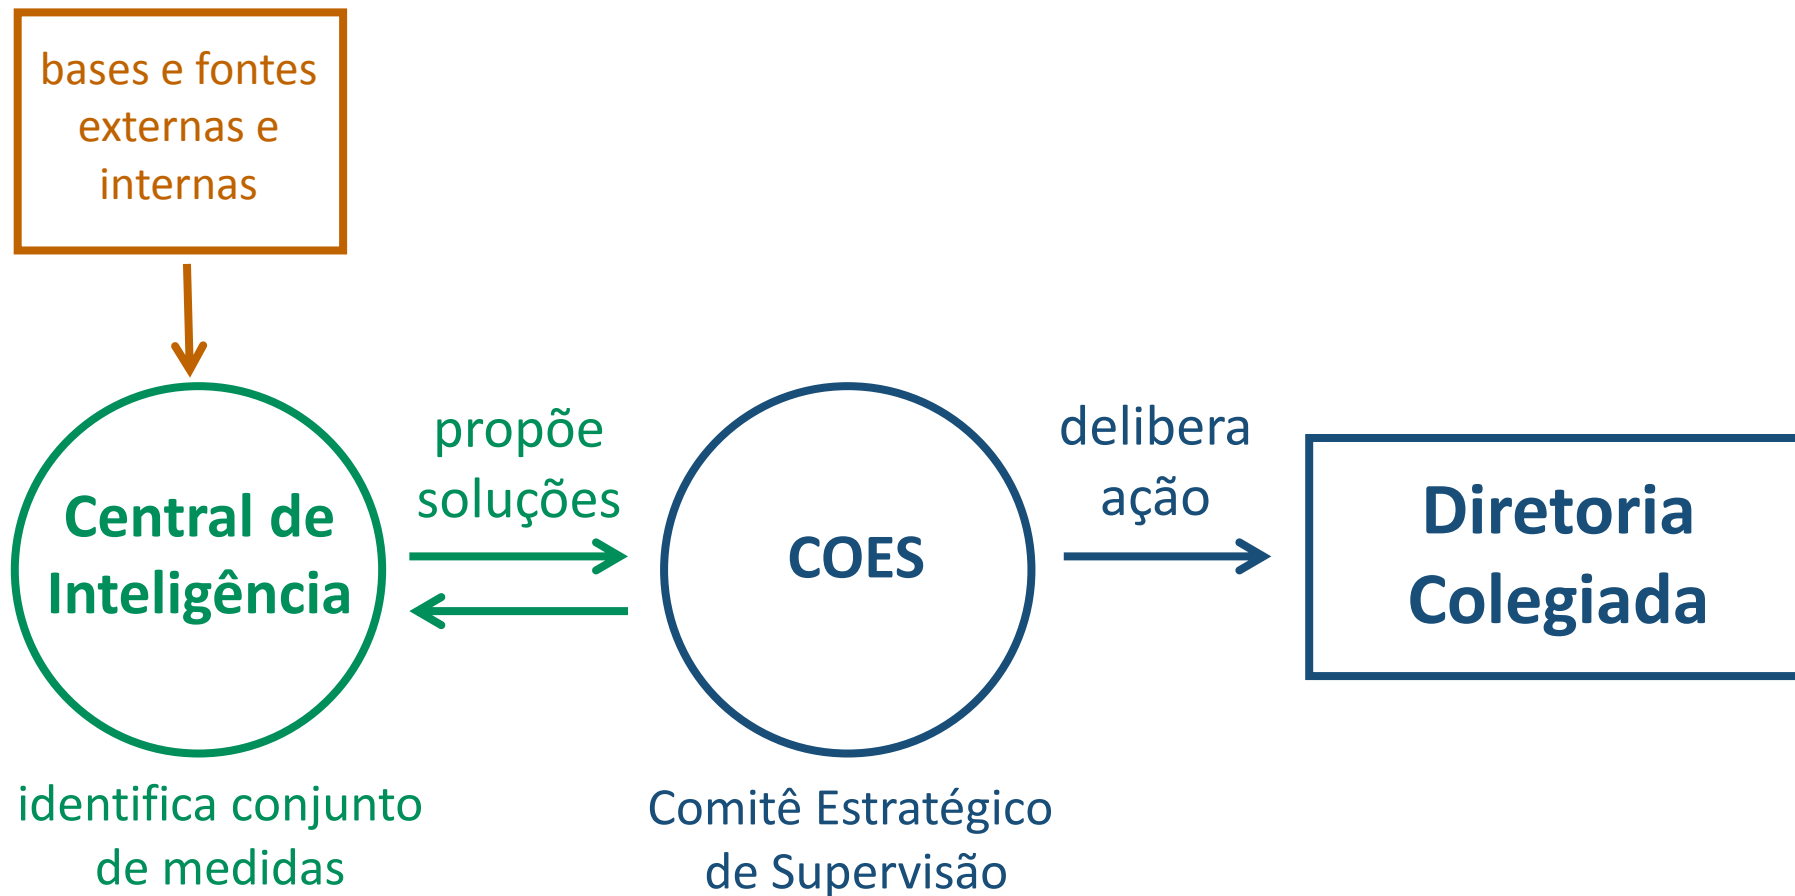 bases e fontes
externas e
internas
Central de
Inteligência
identifica conjunto
de medidas
propõe
soluções
COES
Comitê Estratégico
de Supervisão
delibera
ação
Diretoria
Colegiada